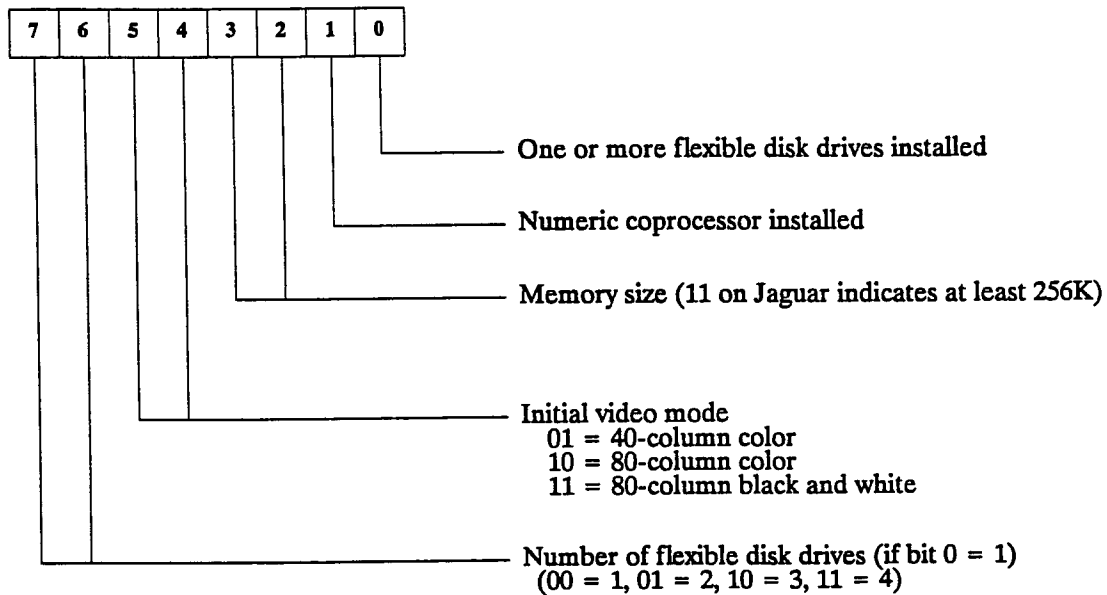 7 6 5 4 3 2 1 0
One or more flexible disk drives installed
Numeric coprocessor installed
Memory size (11 on Jaguar indicates at least 256K)
Initial video mode
01 = 40-column color
10 = 80-column color
11 = 80-column black and white
Number of flexible disk drives (if bit 0 = 1)
(00 = 1, 01 = 2, 10 = 3, 11 = 4)